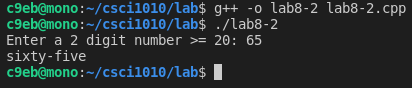 c9eb@mono:~/csci1010/lab$ g++ -o lab8-2 lab8-2.cpp
c9eb@mono:~/csci1010/lab$ ./lab8-2
Enter a 2 digit number >= 20: 65
sixty-five
c9eb@mono:~/csci1010/lab$